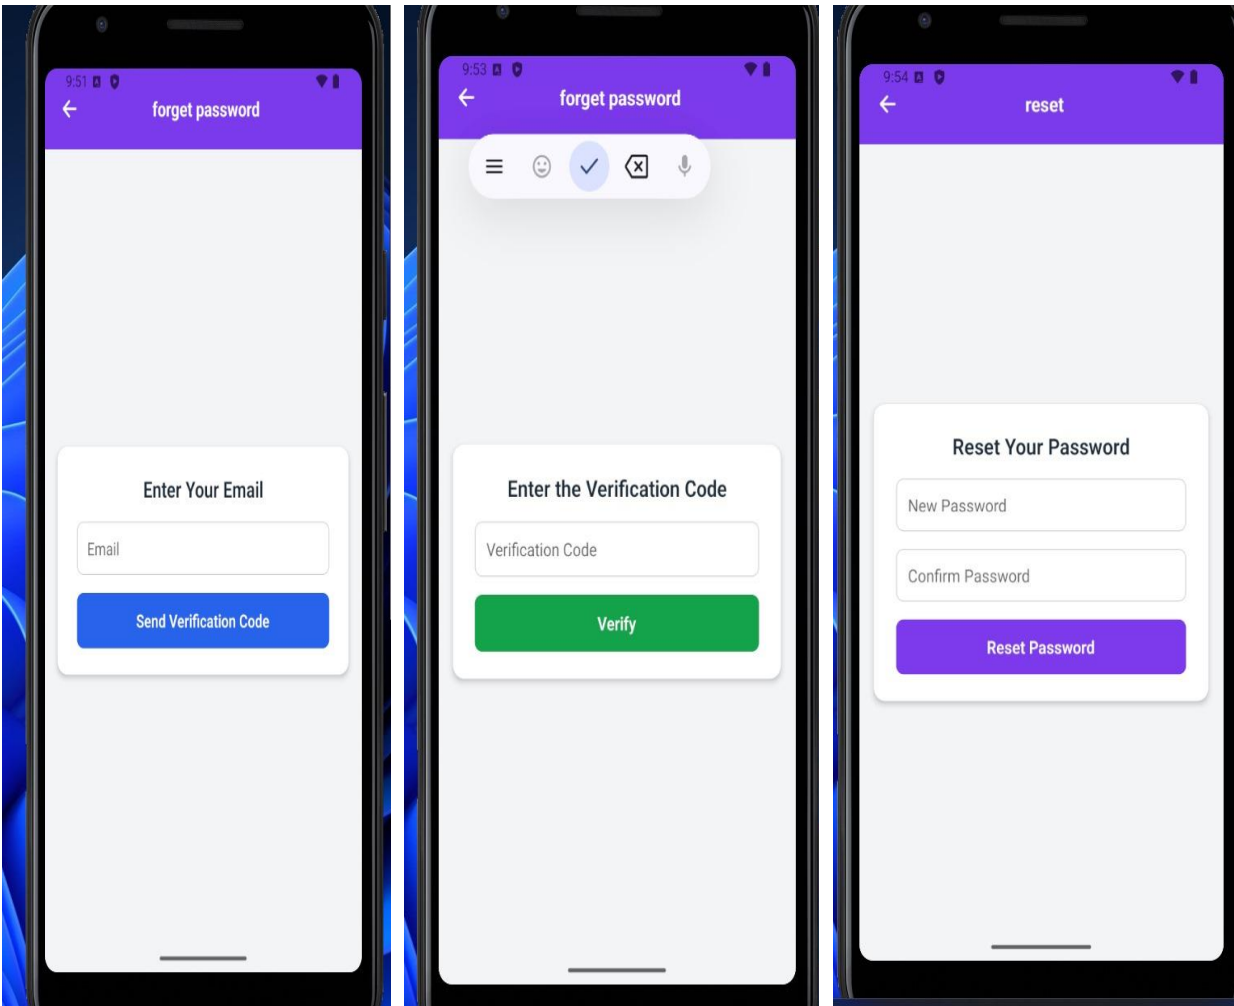 9:51
forget password
Enter Your Email
Email
Send Verification Code
9:53
forget password
Enter the Verification Code
Verification Code
Verify
9:54
reset
Reset Your Password
New Password
Confirm Password
Reset Password